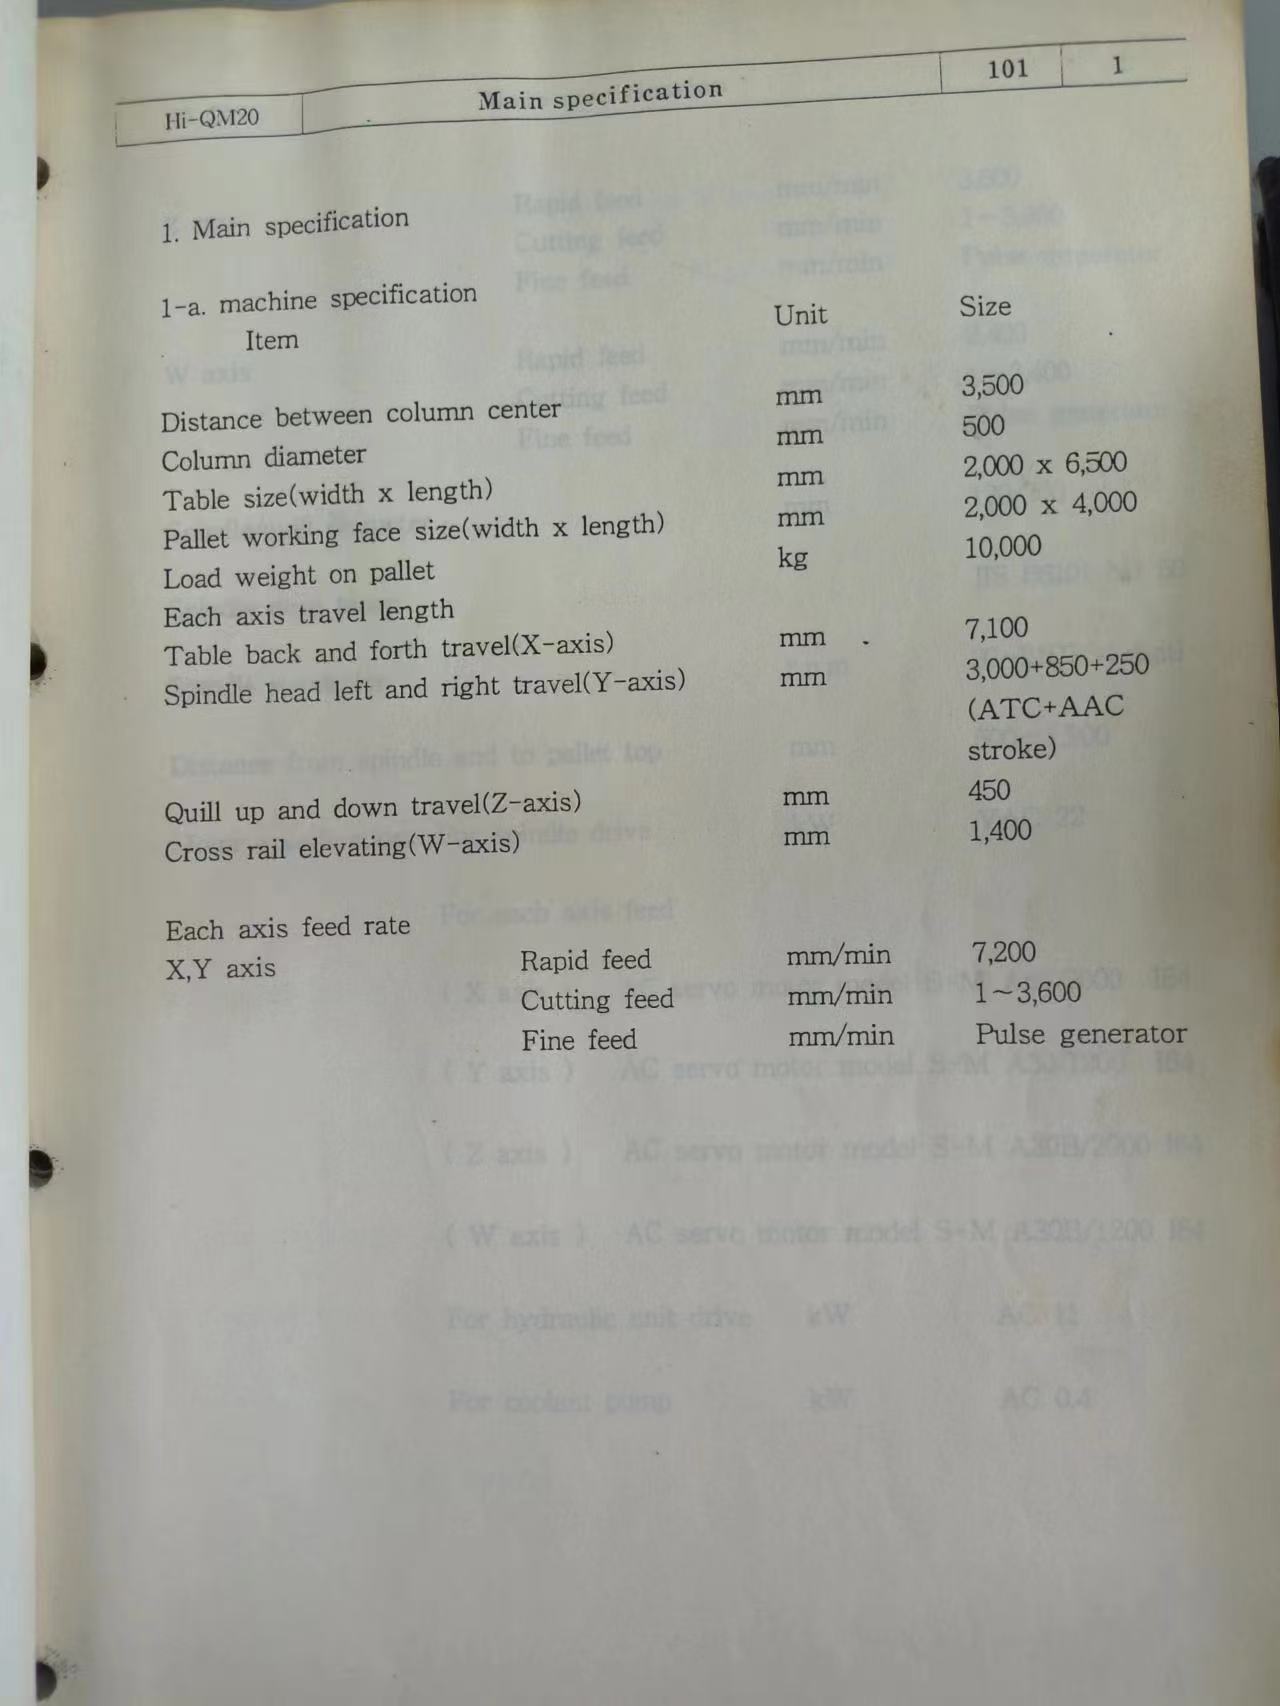 Hi-QM20 Main specification 101 1
1. Main specification
1-a. machine specification
Item Unit Size
Distance between column center mm 3,500
Column diameter mm 500
Table size(width x length) mm 2,000 x 6,500
Pallet working face size(width x length) mm 2,000 x 4,000
Load weight on pallet kg 10,000
Each axis travel length
Table back and forth travel(X-axis) mm 7,100
Spindle head left and right travel(Y-axis) mm 3,000+850+250
(ATC+AAC
stroke)
Quill up and down travel(Z-axis) mm 450
Cross rail elevating(W-axis) mm 1,400
Each axis feed rate
X,Y axis Rapid feed mm/min 7,200
Cutting feed mm/min 1~3,600
Fine feed mm/min Pulse generator